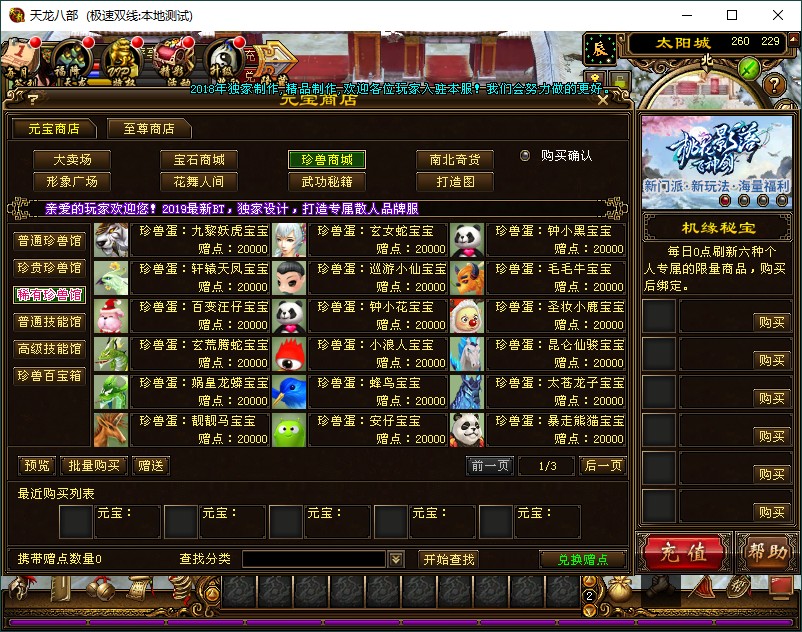 天龙八部 (极速双线:本地测试)
太阳城 260 229
北
辰
2018年独家制作,精品制作,欢迎各位玩家入驻本服! 我们会努力做的更好。
元宝商店
元宝商店 至尊商店
大卖场 宝石商城 珍兽商城 南北奇货 购买确认
形象广场 花舞人间 武功秘籍 打造图
亲爱的玩家欢迎您! 2019最新BT,独家设计,打造专属散人品牌服
普通珍兽馆
珍贵珍兽馆
稀有珍兽馆
普通技能馆
高级技能馆
珍兽百宝箱
珍兽蛋:九黎妖虎宝宝 珍兽蛋:玄女蛇宝宝 珍兽蛋:钟小黑宝宝
赠点:20000 赠点:20000 赠点:20000
珍兽蛋:轩辕天凤宝宝 珍兽蛋:巡游小仙宝宝 珍兽蛋:毛毛牛宝宝
赠点:20000 赠点:20000 赠点:20000
珍兽蛋:百变汪仔宝宝 珍兽蛋:钟小花宝宝 珍兽蛋:圣妆小鹿宝宝
赠点:20000 赠点:20000 赠点:20000
珍兽蛋:玄荒腾蛇宝宝 珍兽蛋:小浪人宝宝 珍兽蛋:昆仑仙骏宝宝
赠点:20000 赠点:20000 赠点:20000
珍兽蛋:娲皇龙蟒宝宝 珍兽蛋:蜂鸟宝宝 珍兽蛋:太苍龙子宝宝
赠点:20000 赠点:20000 赠点:20000
珍兽蛋:靓靓马宝宝 珍兽蛋:安仔宝宝 珍兽蛋:暴走熊猫宝宝
赠点:20000 赠点:20000 赠点:20000
预览 批量购买 赠送 前一页 1/3 后一页
最近购买列表
元宝: 元宝: 元宝: 元宝: 元宝:
携带赠点数量0 查找分类 开始查找 兑换赠点
新门派·新玩法·海量福利
机缘秘宝
每日0点刷新六种个
人专属的限量商品,购买
后绑定。
购买
购买
购买
购买
购买
购买
充值 帮助
2